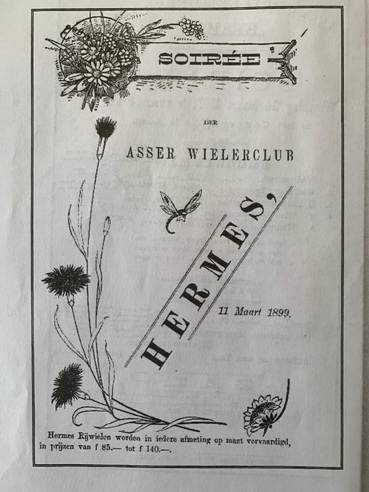 SOIRÉE
DER
ASSER WIELERCLUB
HERMES,
11 Maart 1899.
Hermes Rijwielen worden in iedere afmeting op maat vervaardigd,
in prijzen van f 85.— tot f 140.—.